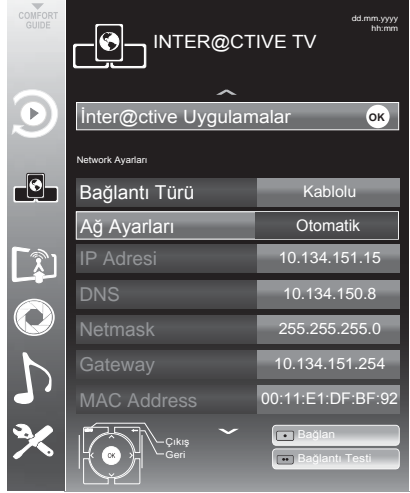 COMFORT
GUIDE
INTER@CTIVE TV
dd.mm.yyyy
hh:mm
İnter@ctive Uygulamalar OK
Network Ayarları
Bağlantı Türü Kablolu
Ağ Ayarları Otomatik
IP Adresi 10.134.151.15
DNS 10.134.150.8
Netmask 255.255.255.0
Gateway 10.134.151.254
MAC Address 00:11:E1:DF:BF:92
OK
Çıkış
Geri
Bağlan
Bağlantı Testi